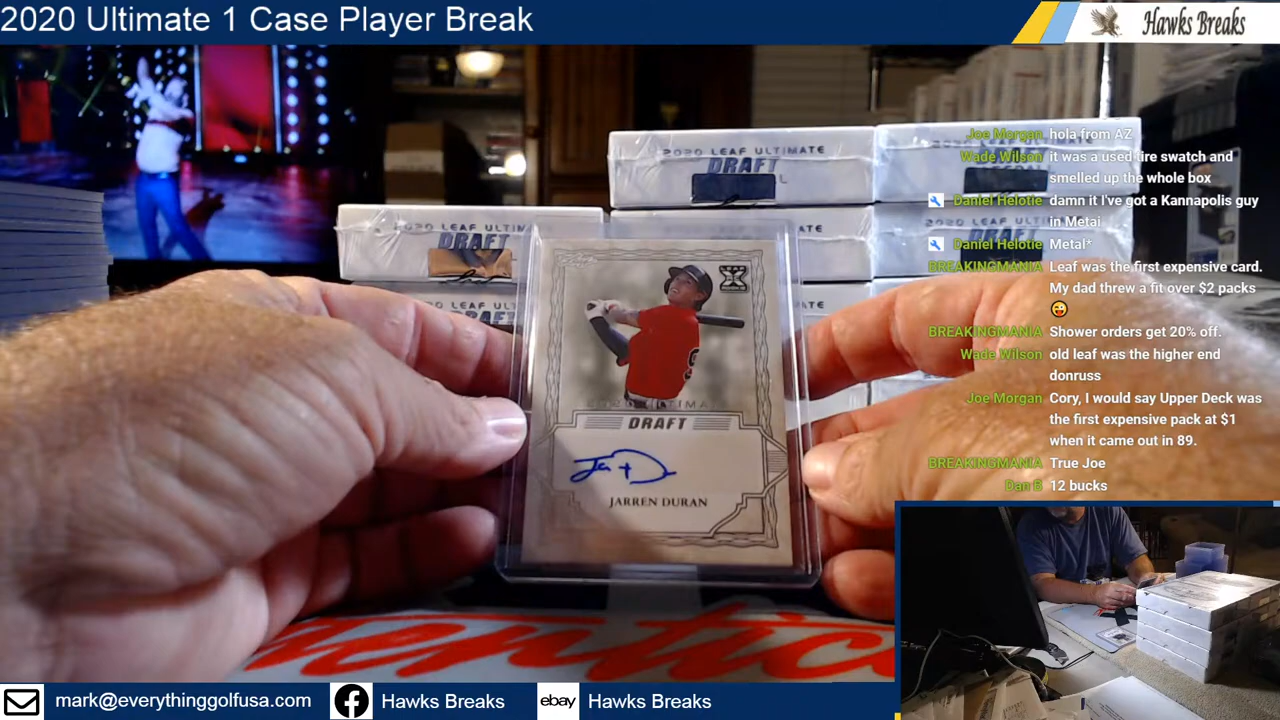 2020 Ultimate 1 Case Player Break
Hawks Breaks
2020 LEAF ULTIMATE
DRAFT
DRAFT
DRAFT
DRAFT
JARREN DURAN
Joe Morgan hola from AZ
Wade Wilson it was a used tire swatch and
smelled up the whole box
Daniel Helotie damn it I've got a Kannapolis guy
in Metai
Daniel Helotie Metal*
BREAKINGMANIA Leaf was the first expensive card.
My dad threw a fit over $2 packs
BREAKINGMANIA Shower orders get 20% off.
Wade Wilson old leaf was the higher end
donruss
Joe Morgan Cory, I would say Upper Deck was
the first expensive pack at $1
when it came out in 89.
BREAKINGMANIA True Joe
Dan B 12 bucks
mark@everythinggolfusa.com
Hawks Breaks
ebay
Hawks Breaks